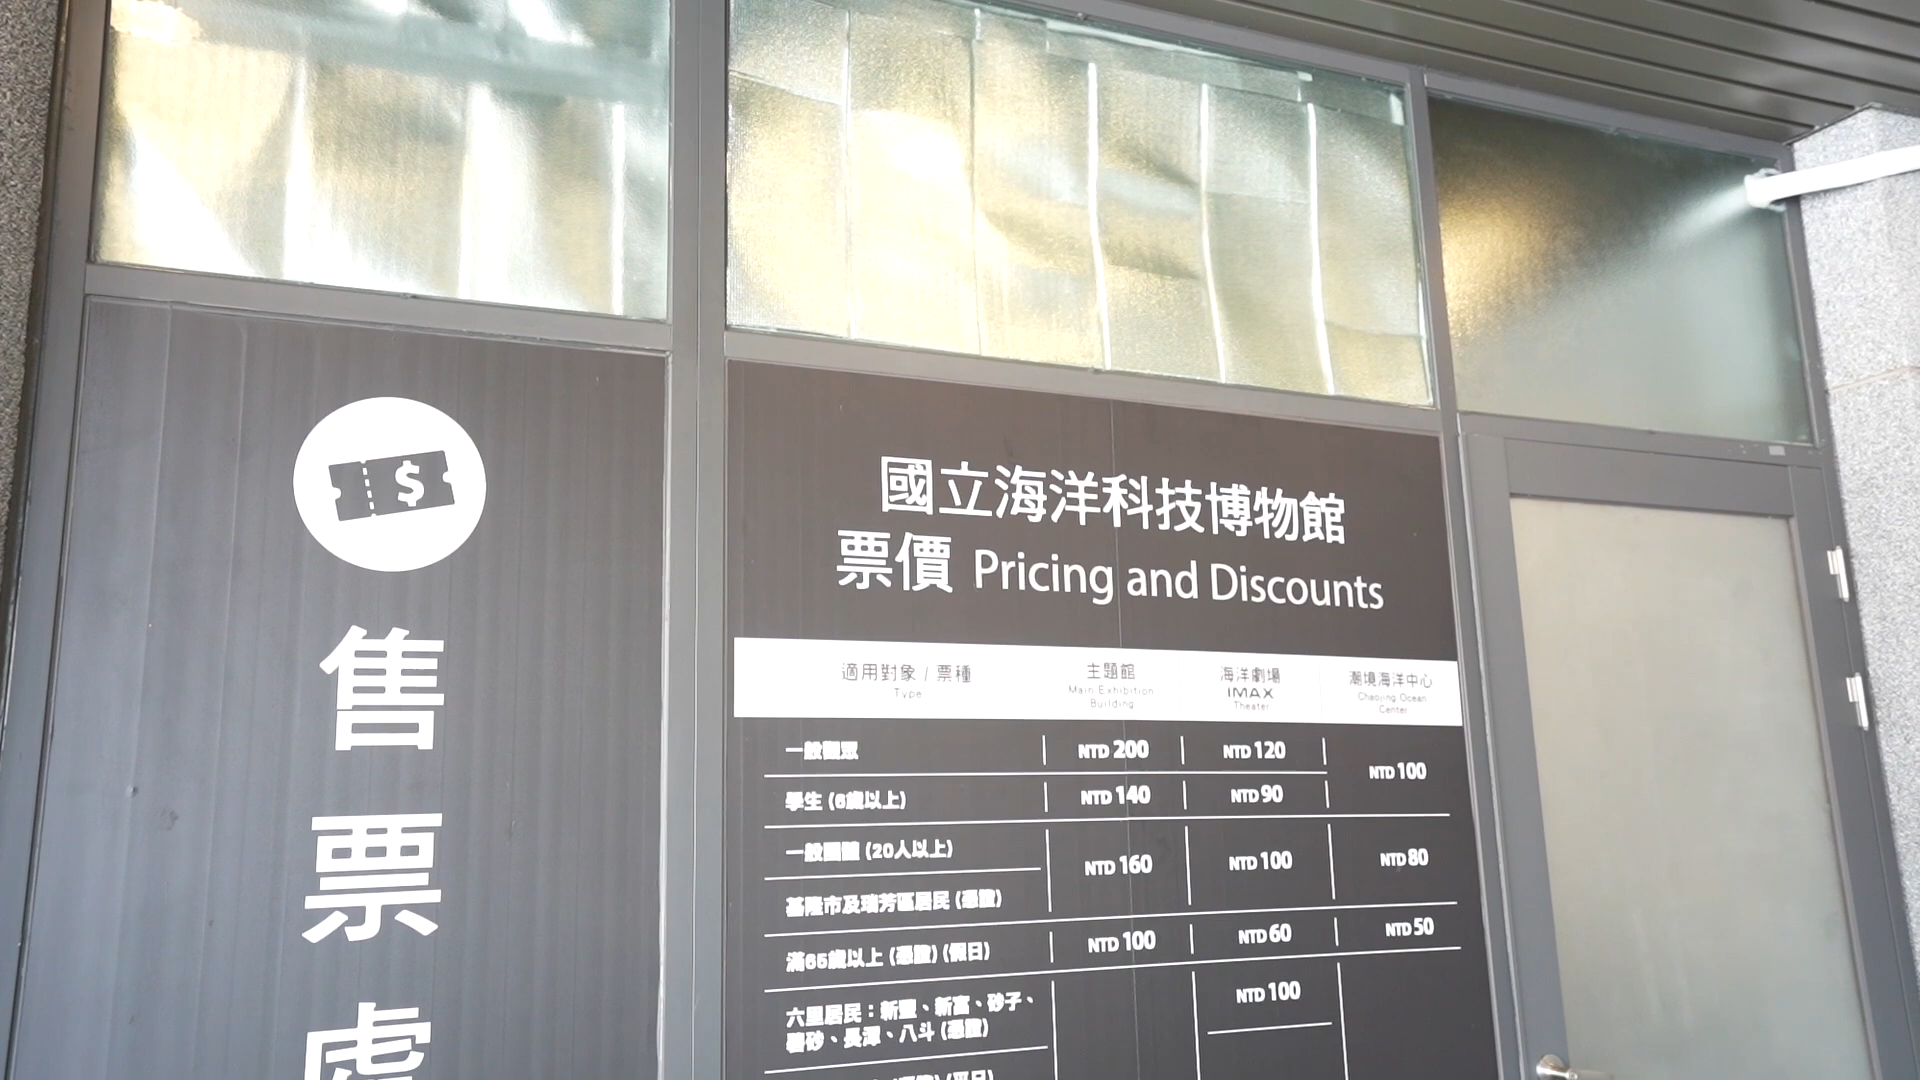 $
售票處
國立海洋科技博物館
票價 Pricing and Discounts
適用對象 / 票種 主題館 海洋劇場 潮境海洋中心
Type Main Exhibition Building IMAX Theater Chaojing Ocean Center
一般觀眾 NTD 200 NTD 120 NTD 100
學生 (6歲以上) NTD 140 NTD 90
一般團體 (20人以上) NTD 160 NTD 100 NTD 80
基隆市及瑞芳區居民 (憑證)
滿65歲以上 (憑證) (假日) NTD 100 NTD 60 NTD 50
六里居民：新豐、新富、砂子、 NTD 100
碧砂、長潭、八斗 (憑證)